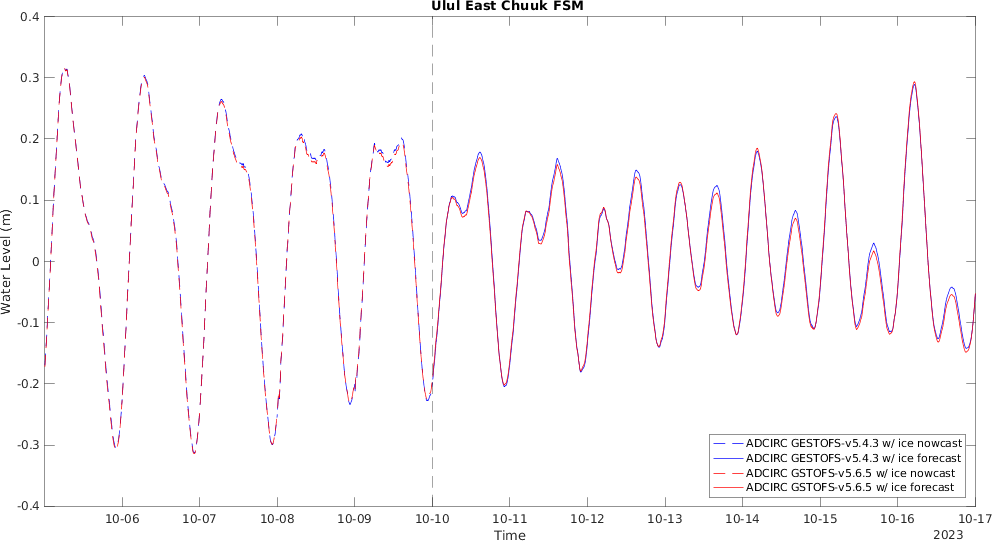 Ulul East Chuuk FSM
0.4
0.3
0.2
0.1
0
-0.1
-0.2
-0.3
-0.4
Water Level (m)
10-06 10-07 10-08 10-09 10-10 10-11 10-12 10-13 10-14 10-15 10-16 10-17
Time
2023
ADCIRC GESTOFS-v5.4.3 w/ ice nowcast
ADCIRC GESTOFS-v5.4.3 w/ ice forecast
ADCIRC GSTOFS-v5.6.5 w/ ice nowcast
ADCIRC GSTOFS-v5.6.5 w/ ice forecast